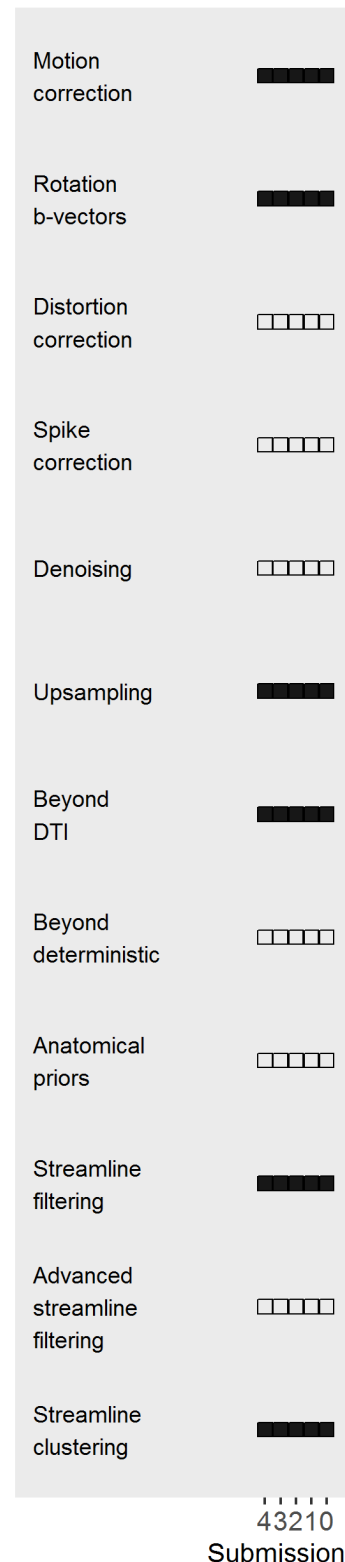 Motion
correction
Rotation
b-vectors
Distortion
correction
Spike
correction
Denoising
Upsampling
Beyond
DTI
Beyond
deterministic
Anatomical
priors
Streamline
filtering
Advanced
streamline
filtering
Streamline
clustering
43210
Submission